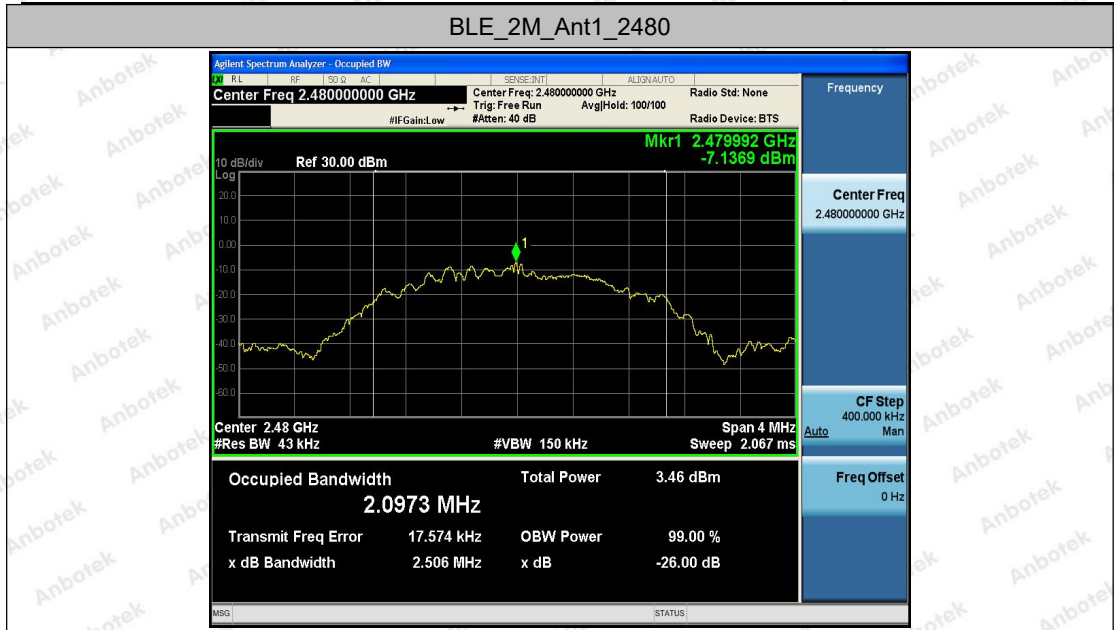 BLE_2M_Ant1_2480
Agilent Spectrum Analyzer - Occupied BW
LXI RL RF 50 Ω AC SENSE:INT ALIGNAUTO
Center Freq 2.480000000 GHz
Center Freq: 2.480000000 GHz Radio Std: None
Trig: Free Run Avg|Hold: 100/100
#IFGain:Low #Atten: 40 dB Radio Device: BTS
Mkr1 2.479992 GHz
-7.1369 dBm
10 dB/div Ref 30.00 dBm
Log
20.0
10.0
0.00
-10.0
-20.0
-30.0
-40.0
-50.0
-60.0
1
Center 2.48 GHz Span 4 MHz
#Res BW 43 kHz #VBW 150 kHz Sweep 2.067 ms
Occupied Bandwidth Total Power 3.46 dBm
2.0973 MHz
Transmit Freq Error 17.574 kHz OBW Power 99.00 %
x dB Bandwidth 2.506 MHz x dB -26.00 dB
MSG STATUS
Frequency
Center Freq
2.480000000 GHz
CF Step
400.000 kHz
Auto Man
Freq Offset
0 Hz
Anbotek